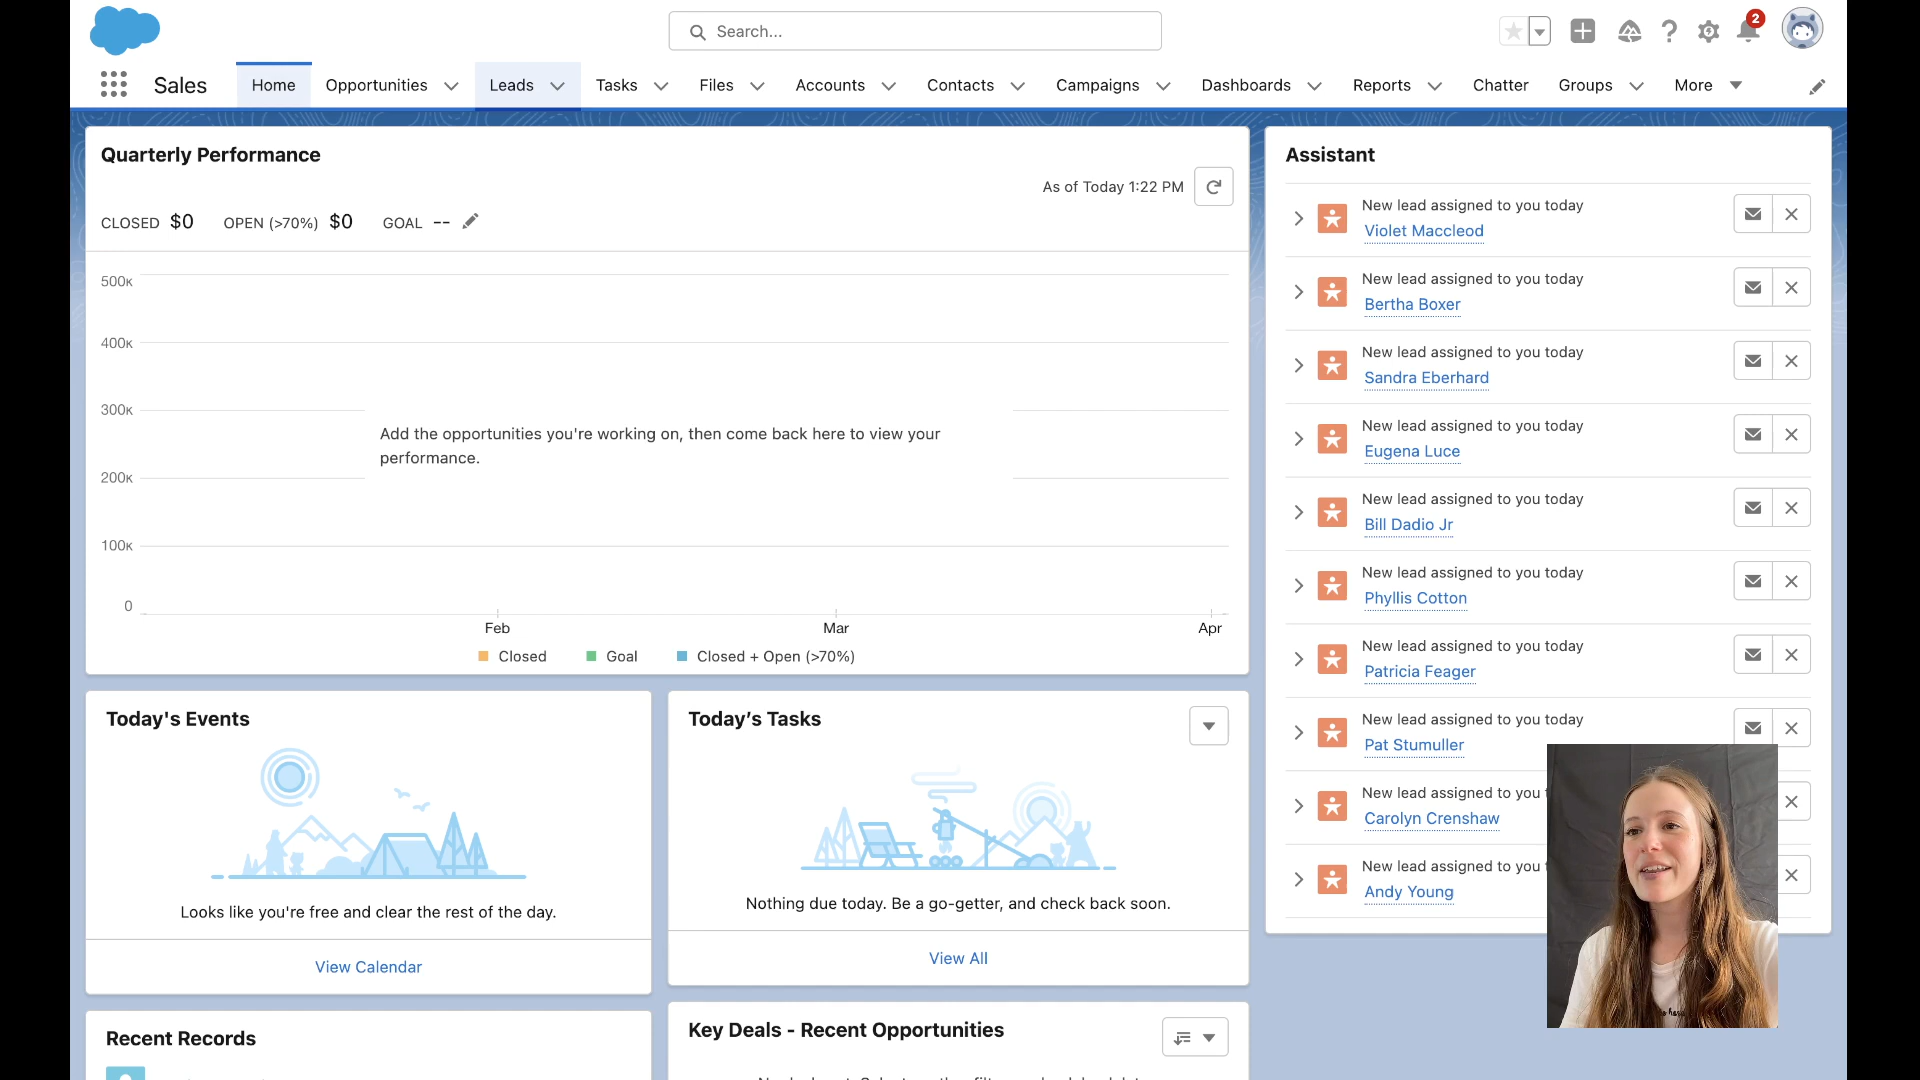 Search...
2
Sales
Home
Opportunities
Leads
Tasks
Files
Accounts
Contacts
Campaigns
Dashboards
Reports
Chatter
Groups
More
Quarterly Performance
As of Today 1:22 PM
CLOSED $0 OPEN (>70%) $0 GOAL --
500K
400K
300K
200K
100K
0
Add the opportunities you're working on, then come back here to view your
performance.
Feb
Mar
Apr
Closed
Goal
Closed + Open (>70%)
Today's Events
Looks like you're free and clear the rest of the day.
View Calendar
Today’s Tasks
Nothing due today. Be a go-getter, and check back soon.
View All
Recent Records
Key Deals - Recent Opportunities
Assistant
New lead assigned to you today
Violet Maccleod
New lead assigned to you today
Bertha Boxer
New lead assigned to you today
Sandra Eberhard
New lead assigned to you today
Eugena Luce
New lead assigned to you today
Bill Dadio Jr
New lead assigned to you today
Phyllis Cotton
New lead assigned to you today
Patricia Feager
New lead assigned to you today
Pat Stumuller
New lead assigned to you
Carolyn Crenshaw
New lead assigned to you
Andy Young